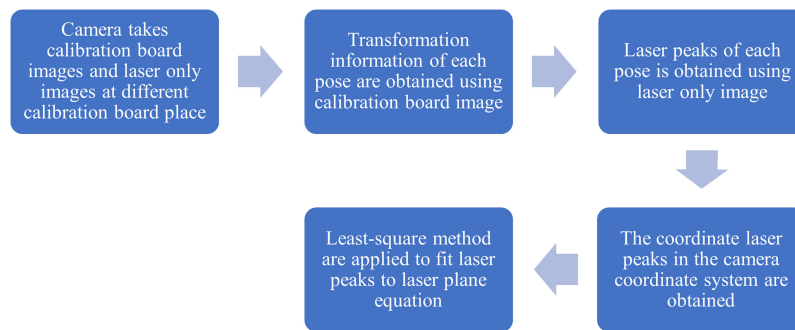 Camera takes
calibration board
images and laser only
images at different
calibration board place
Transformation
information of each
pose are obtained using
calibration board image
Laser peaks of each
pose is obtained using
laser only image
The coordinate laser
peaks in the camera
coordinate system are
obtained
Least-square method
are applied to fit laser
peaks to laser plane
equation